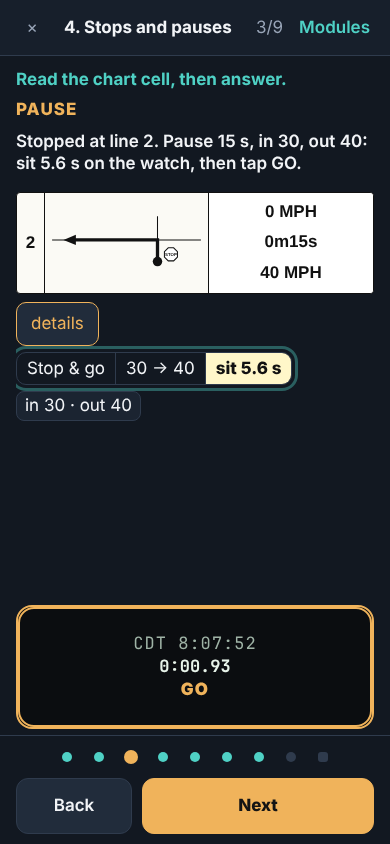 × 4. Stops and pauses 3/9 Modules
Read the chart cell, then answer.
PAUSE
Stopped at line 2. Pause 15 s, in 30, out 40:
sit 5.6 s on the watch, then tap GO.
2
STOP
0 MPH
0m15s
40 MPH
details
Stop & go 30 → 40 sit 5.6 s
in 30 · out 40
CDT 8:07:52
0:00.93
GO
Back Next